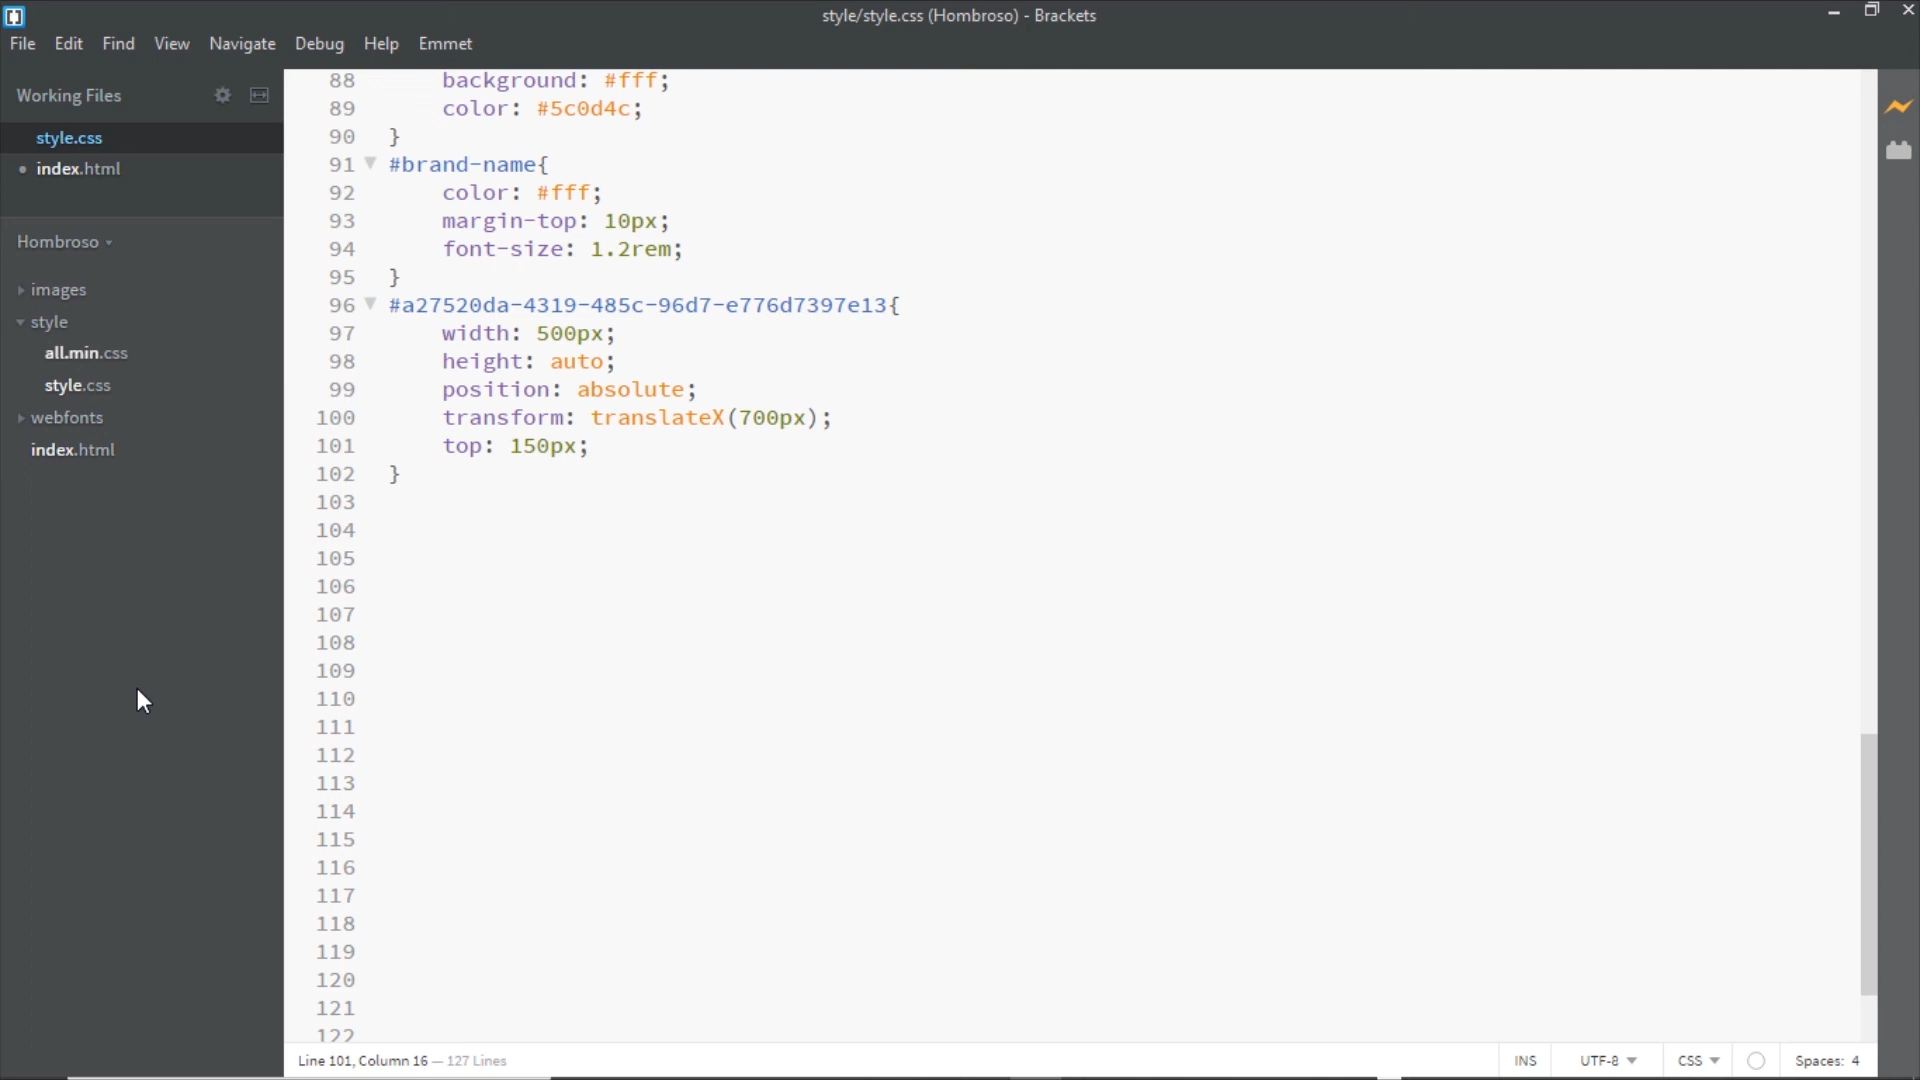 style/style.css (Hombroso) - Brackets
File Edit Find View Navigate Debug Help Emmet
Working Files
style.css
index.html
Hombroso
images
style
all.min.css
style.css
webfonts
index.html
88 background: #fff;
89 color: #5c0d4c;
90 }
91 #brand-name{
92 color: #fff;
93 margin-top: 10px;
94 font-size: 1.2rem;
95 }
96 #a27520da-4319-485c-96d7-e776d7397e13{
97 width: 500px;
98 height: auto;
99 position: absolute;
100 transform: translateX(700px);
101 top: 150px;
102 }
103
104
105
106
107
108
109
110
111
112
113
114
115
116
117
118
119
120
121
122
Line 101, Column 16 — 127 Lines
INS UTF-8 CSS Spaces: 4